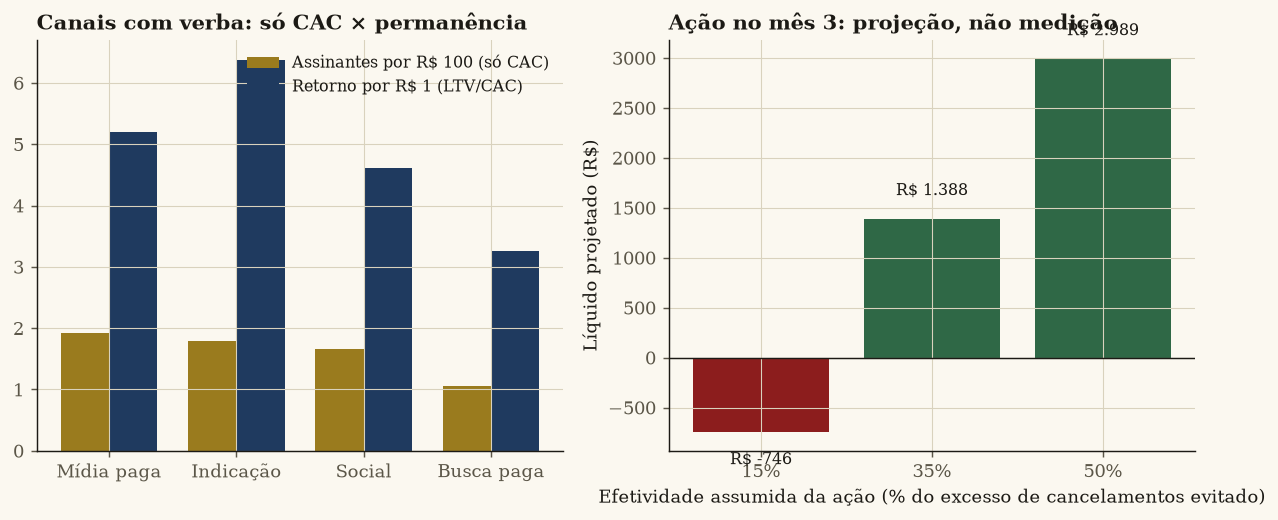 Canais com verba: só CAC × permanência
Assinantes por R$ 100 (só CAC)
Retorno por R$ 1 (LTV/CAC)
6
5
4
3
2
1
0
Mídia paga
Indicação
Social
Busca paga
Ação no mês 3: projeção, não medição
R$ 2.989
R$ 1.388
R$ -746
Líquido projetado (R$)
3000
2500
2000
1500
1000
500
0
−500
15%
35%
50%
Efetividade assumida da ação (% do excesso de cancelamentos evitado)